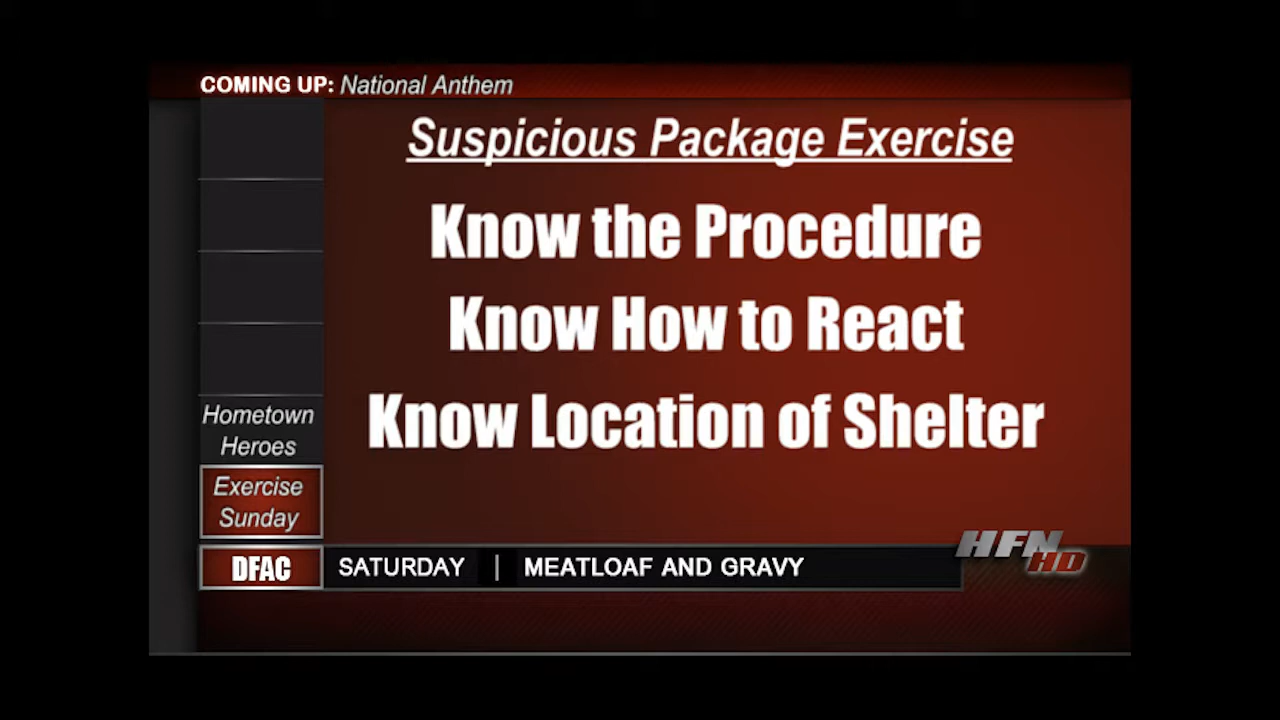 COMING UP: National Anthem
Suspicious Package Exercise
Know the Procedure
Know How to React
Know Location of Shelter
Hometown
Heroes
Exercise
Sunday
DFAC SATURDAY | MEATLOAF AND GRAVY
HFN
HD